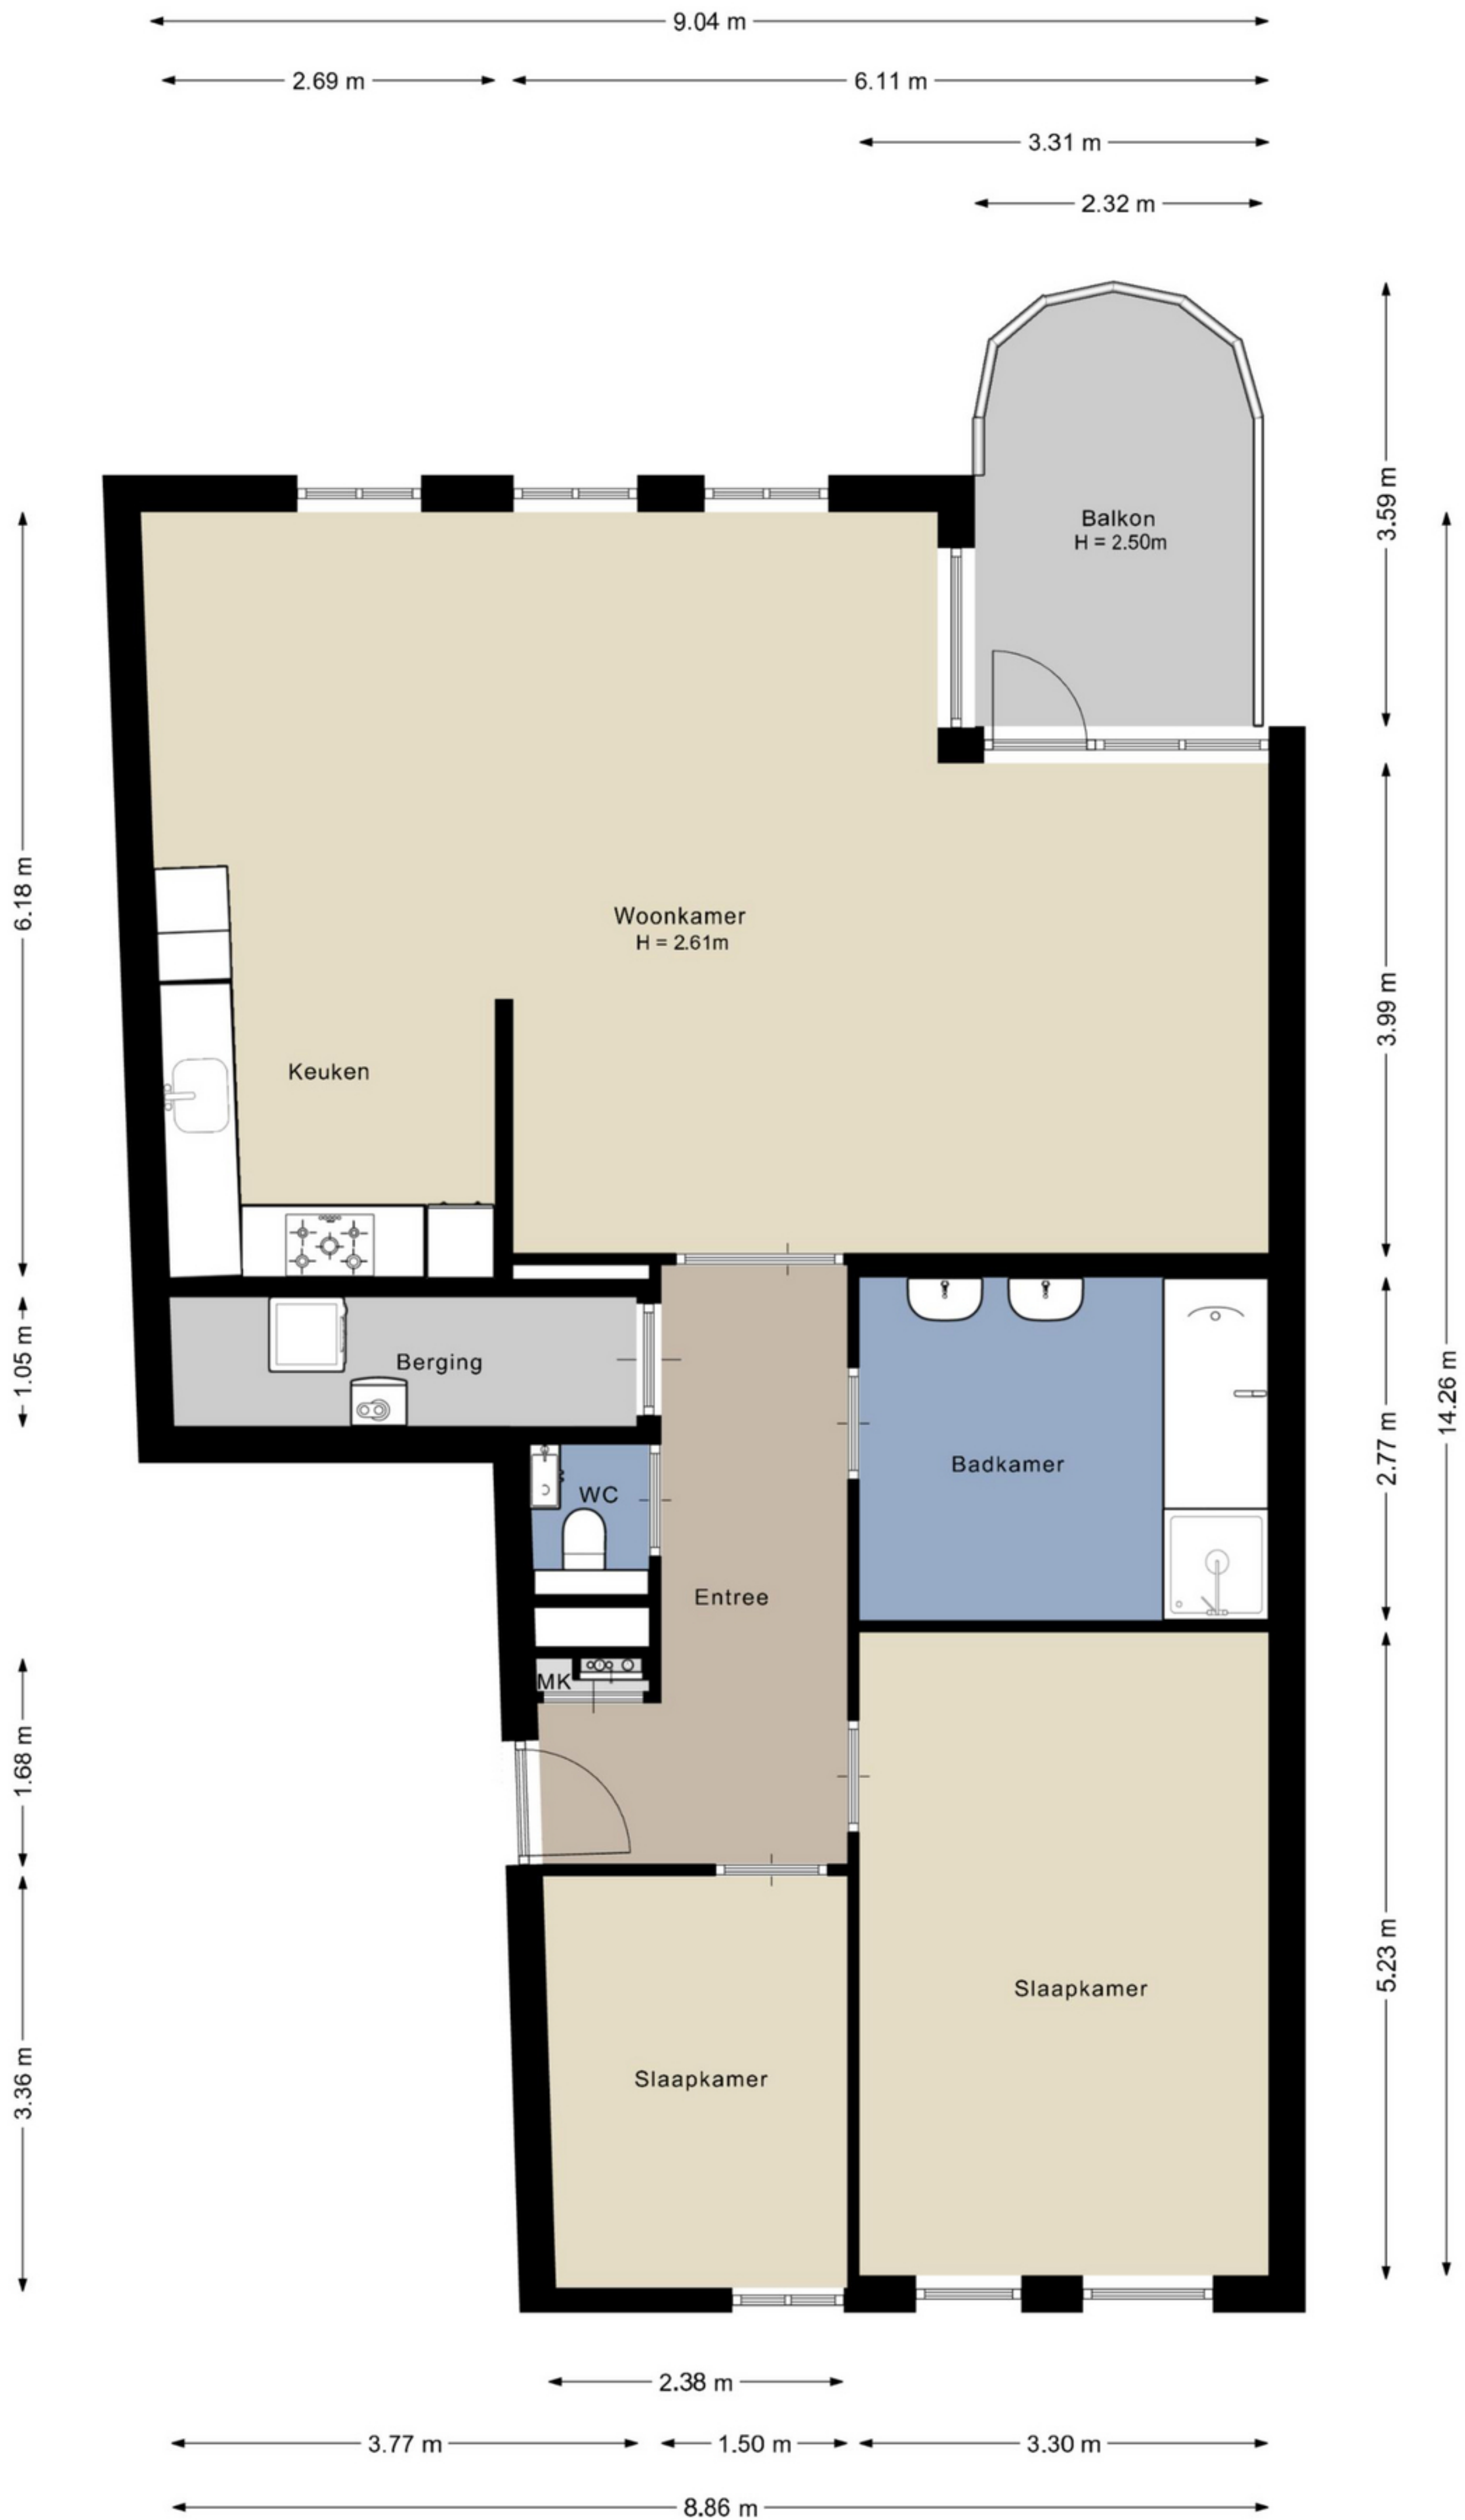 9.04 m
2.69 m
6.11 m
3.31 m
2.32 m
3.59 m
Balkon
H = 2.50m
6.18 m
Woonkamer
H = 2.61m
3.99 m
Keuken
1.05 m
Berging
14.26 m
2.77 m
Badkamer
WC
Entree
MK
1.68 m
5.23 m
Slaapkamer
3.36 m
Slaapkamer
2.38 m
3.77 m
1.50 m
3.30 m
8.86 m